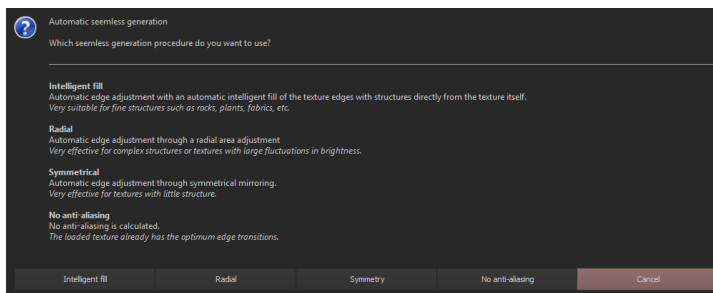 Automatic seemless generation
Which seemless generation procedure do you want to use?
Intelligent fill
Automatic edge adjustment with an automatic intelligent fill of the texture edges with structures directly from the texture itself.
Very suitable for fine structures such as rocks, plants, fabrics, etc.
Radial
Automatic edge adjustment through a radial area adjustment
Very effective for complex structures or textures with large fluctuations in brightness.
Symmetrical
Automatic edge adjustment through symmetrical mirroring.
Very effective for textures with little structure.
No anti-aliasing
No anti-aliasing is calculated.
The loaded texture already has the optimum edge transitions.
Intelligent fill Radial Symmetry No anti-aliasing Cancel